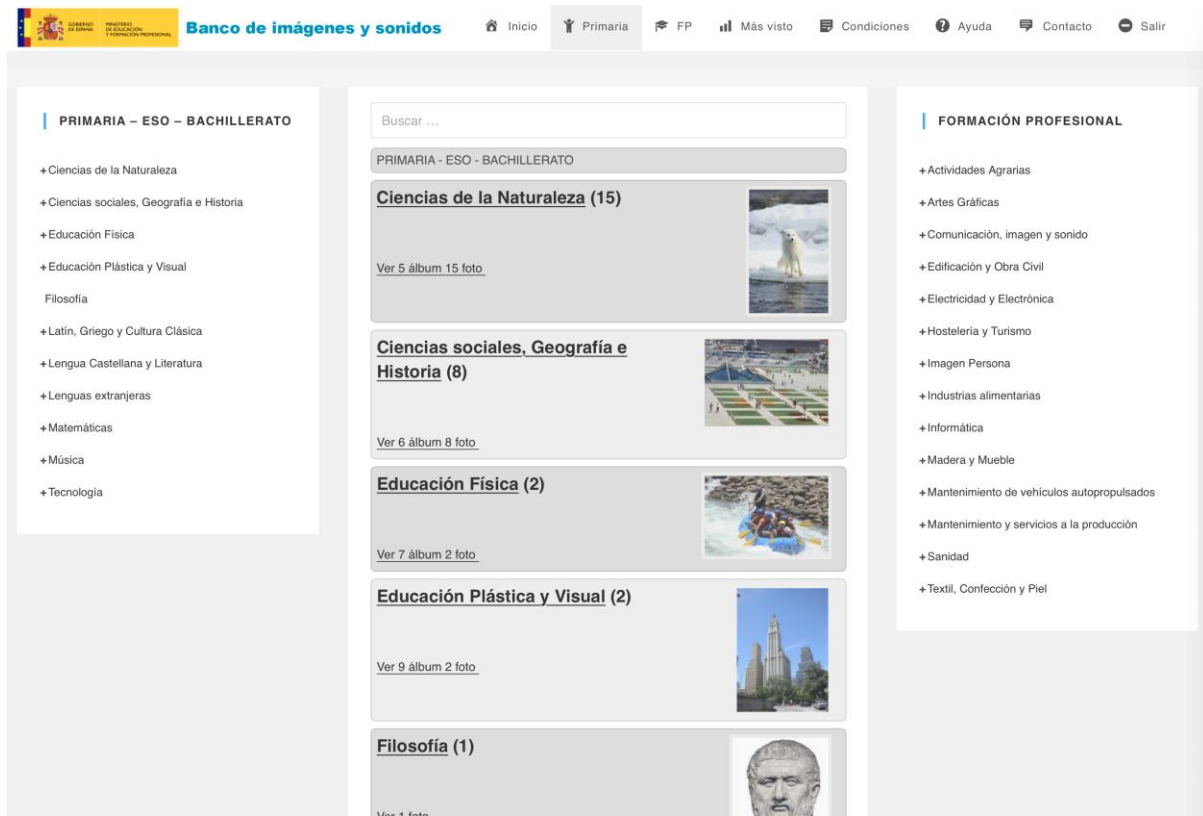 GOBIERNO
DE ESPAÑA
MINISTERIO
DE EDUCACIÓN
Y FORMACIÓN PROFESIONAL
Banco de imágenes y sonidos
Inicio
Primaria
FP
Más visto
Condiciones
Ayuda
Contacto
Salir
PRIMARIA – ESO – BACHILLERATO
+Ciencias de la Naturaleza
+Ciencias sociales, Geografía e Historia
+Educación Física
+Educación Plástica y Visual
Filosofía
+Latín, Griego y Cultura Clásica
+Lengua Castellana y Literatura
+Lenguas extranjeras
+Matemáticas
+Música
+Tecnología
Buscar ...
PRIMARIA - ESO - BACHILLERATO
Ciencias de la Naturaleza (15)
Ver 5 álbum 15 foto
Ciencias sociales, Geografía e
Historia (8)
Ver 6 álbum 8 foto
Educación Física (2)
Ver 7 álbum 2 foto
Educación Plástica y Visual (2)
Ver 9 álbum 2 foto
Filosofía (1)
Ver 1 foto
FORMACIÓN PROFESIONAL
+Actividades Agrarias
+Artes Gráficas
+Comunicación, imagen y sonido
+Edificación y Obra Civil
+Electricidad y Electrónica
+Hostelería y Turismo
+Imagen Persona
+Industrias alimentarias
+Informática
+Madera y Mueble
+Mantenimiento de vehículos autopropulsados
+Mantenimiento y servicios a la producción
+Sanidad
+Textil, Confección y Piel